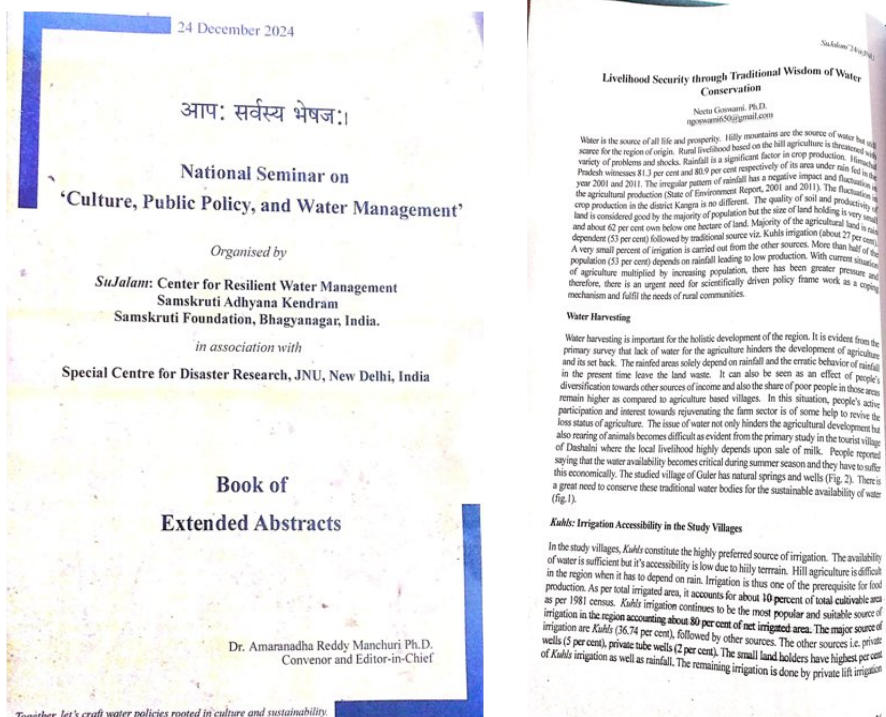 24 December 2024
आप: सर्वस्य भेषज:।
National Seminar on
‘Culture, Public Policy, and Water Management’
Organised by
SuJalam: Center for Resilient Water Management
Samskruti Adhyana Kendram
Samskruti Foundation, Bhagyanagar, India.
in association with
Special Centre for Disaster Research, JNU, New Delhi, India
Book of
Extended Abstracts
Dr. Amaranadha Reddy Manchuri Ph.D.
Convenor and Editor-in-Chief
Together, let's craft water policies rooted in culture and sustainability.
Livelihood Security through Traditional Wisdom of Water
Conservation
Neetu Goswami. Ph.D.
ngoswami650@gmail.com
Water is the source of all life and prosperity. Hilly mountains are the source of water but still
scarce for the region of origin. Rural livelihood based on the hill agriculture is threatened with
variety of problems and shocks. Rainfall is a significant factor in crop production. Himachal
Pradesh witnesses 81.3 per cent and 80.9 per cent respectively of its area under rain fed in the
year 2001 and 2011. The irregular pattern of rainfall has a negative impact and fluctuation in
the agricultural production (State of Environment Report, 2001 and 2011). The fluctuation in
crop production in the district Kangra is no different. The quality of soil and productivity of
land is considered good by the majority of population but the size of land holding is very small
and about 62 per cent own below one hectare of land. Majority of the agricultural land is rain
dependent (53 per cent) followed by traditional source viz. Kuhls irrigation (about 27 per cent).
A very small percent of irrigation is carried out from the other sources. More than half of the
population (53 per cent) depends on rainfall leading to low production. With current situation
of agriculture multiplied by increasing population, there has been greater pressure and
therefore, there is an urgent need for scientifically driven policy frame work as a coping
mechanism and fulfil the needs of rural communities.
Water Harvesting
Water harvesting is important for the holistic development of the region. It is evident from the
primary survey that lack of water for the agriculture hinders the development of agriculture
and its set back. The rainfed areas solely depend on rainfall and the erratic behavior of rainfall
in the present time leave the land waste. It can also be seen as an effect of people's
diversification towards other sources of income and also the share of poor people in those areas
remain higher as compared to agriculture based villages. In this situation, people's active
participation and interest towards rejuvenating the farm sector is of some help to revive the
loss status of agriculture. The issue of water not only hinders the agricultural development but
also rearing of animals becomes difficult as evident from the primary study in the tourist village
of Dashalni where the local livelihood highly depends upon sale of milk. People reported
saying that the water availability becomes critical during summer season and they have to suffer
this economically. The studied village of Guler has natural springs and wells (Fig. 2). There is
a great need to conserve these traditional water bodies for the sustainable availability of water
(fig.1).
Kuhls: Irrigation Accessibility in the Study Villages
In the study villages, Kuhls constitute the highly preferred source of irrigation. The availability
of water is sufficient but it's accessibility is low due to hiily terrrain. Hill agriculture is difficult
in the region when it has to depend on rain. Irrigation is thus one of the prerequisite for food
production. As per total irrigated area, it accounts for about 10 percent of total cultivable area
as per 1981 census. Kuhls irrigation continues to be the most popular and suitable source of
irrigation in the region accounting about 80 per cent of net irrigated area. The major source of
irrigation are Kuhls (36.74 per cent), followed by other sources. The other sources i.e. private
wells (5 per cent), private tube wells (2 per cent). The small land holders have highest per cent
of Kuhls irrigation as well as rainfall. The remaining irrigation is done by private lift irrigation